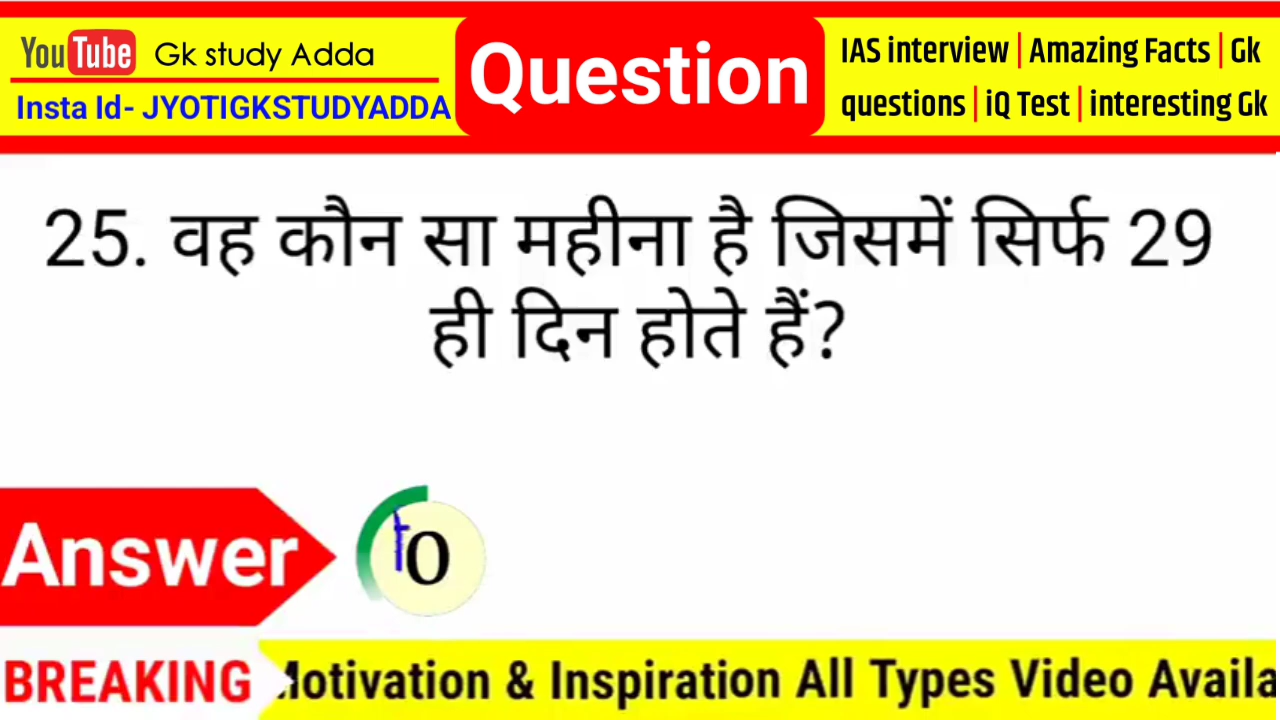 YouTube Gk study Adda
Insta Id- JYOTIGKSTUDYADDA
Question
IAS interview | Amazing Facts | Gk
questions | iQ Test | interesting Gk
25. वह कौन सा महीना है जिसमें सिर्फ 29
ही दिन होते हैं?
Answer
0
BREAKING Motivation & Inspiration All Types Video Availa